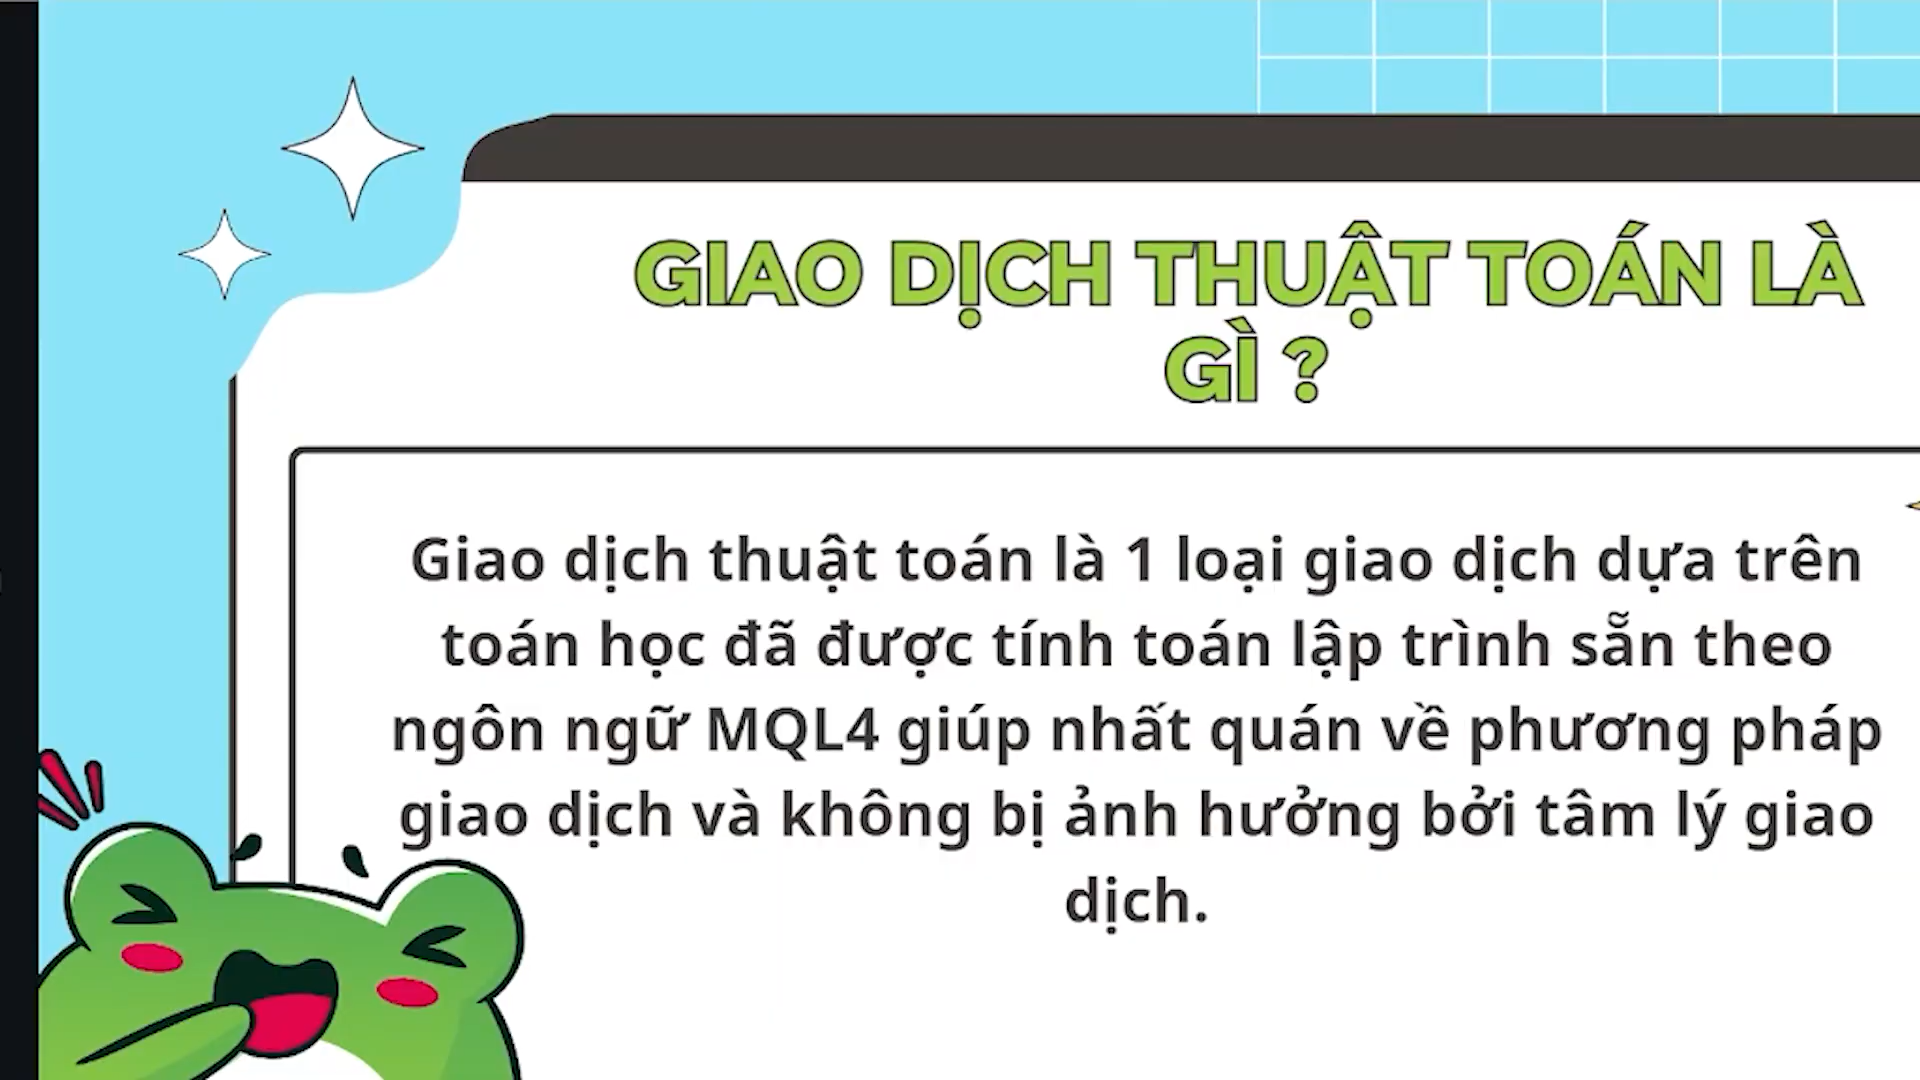 GIAO DỊCH THUẬT TOÁN LÀ
GÌ ?
Giao dịch thuật toán là 1 loại giao dịch dựa trên
toán học đã được tính toán lập trình sẵn theo
ngôn ngữ MQL4 giúp nhất quán về phương pháp
giao dịch và không bị ảnh hưởng bởi tâm lý giao
dịch.